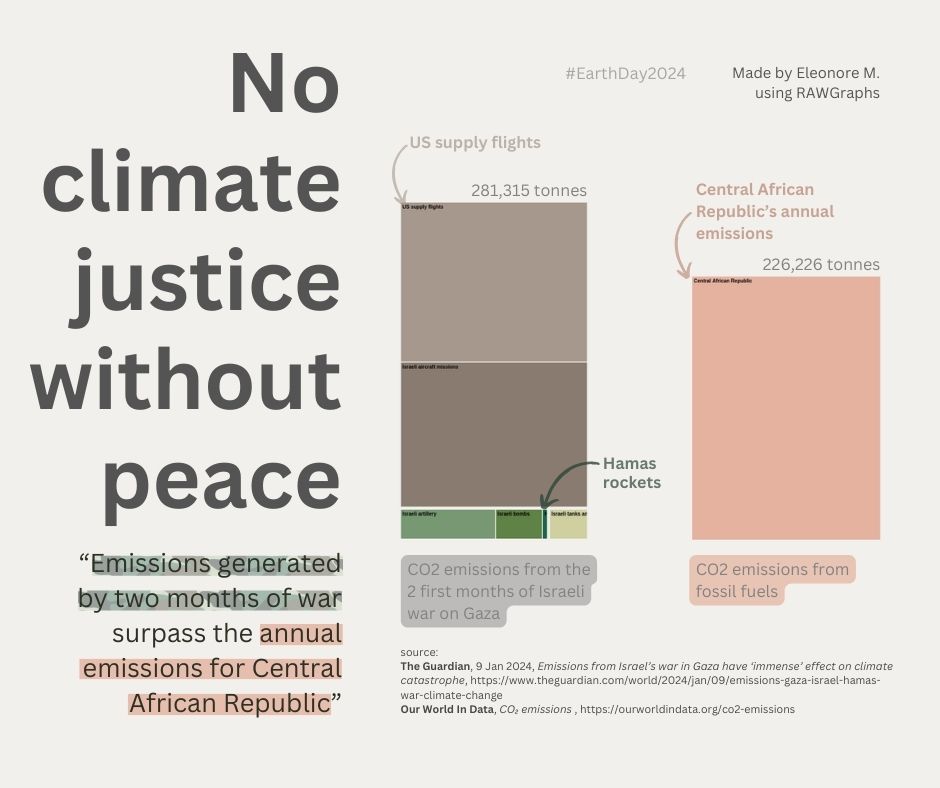 No
climate
justice
without
peace
“Emissions generated
by two months of war
surpass the annual
emissions for Central
African Republic”
#EarthDay2024
Made by Eleonore M.
using RAWGraphs
US supply flights
281,315 tonnes
US supply flights
Israeli aircraft missions
Israeli artillery
Israeli bombs
Israeli tanks an
Hamas
rockets
CO2 emissions from the
2 first months of Israeli
war on Gaza
Central African
Republic’s annual
emissions
226,226 tonnes
Central African Republic
CO2 emissions from
fossil fuels
source:
The Guardian, 9 Jan 2024, Emissions from Israel’s war in Gaza have ‘immense’ effect on climate
catastrophe, https://www.theguardian.com/world/2024/jan/09/emissions-gaza-israel-hamas-
war-climate-change
Our World In Data, CO₂ emissions , https://ourworldindata.org/co2-emissions